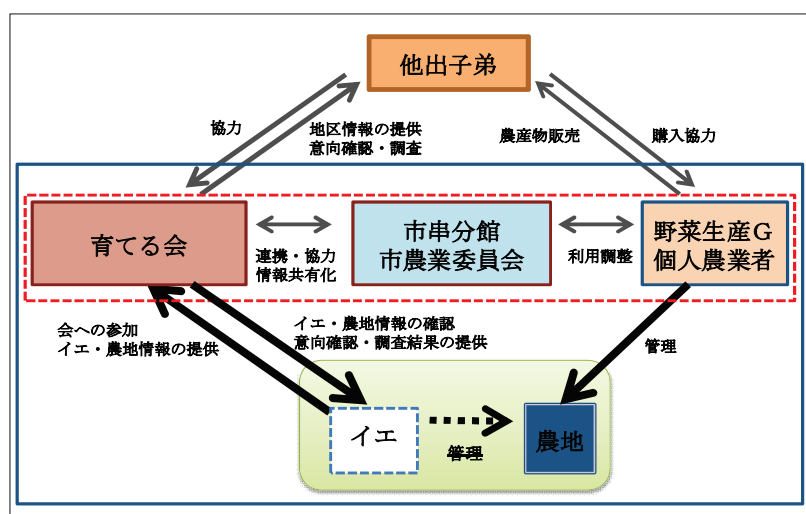 他出子弟
協力
地区情報の提供
意向確認・調査
農産物販売
購入協力
育てる会
連携・協力
情報共有化
市串分館
市農業委員会
利用調整
野菜生産G
個人農業者
会への参加
イエ・農地情報の提供
イエ・農地情報の確認
意向確認・調査結果の提供
管理
イエ
管理
農地